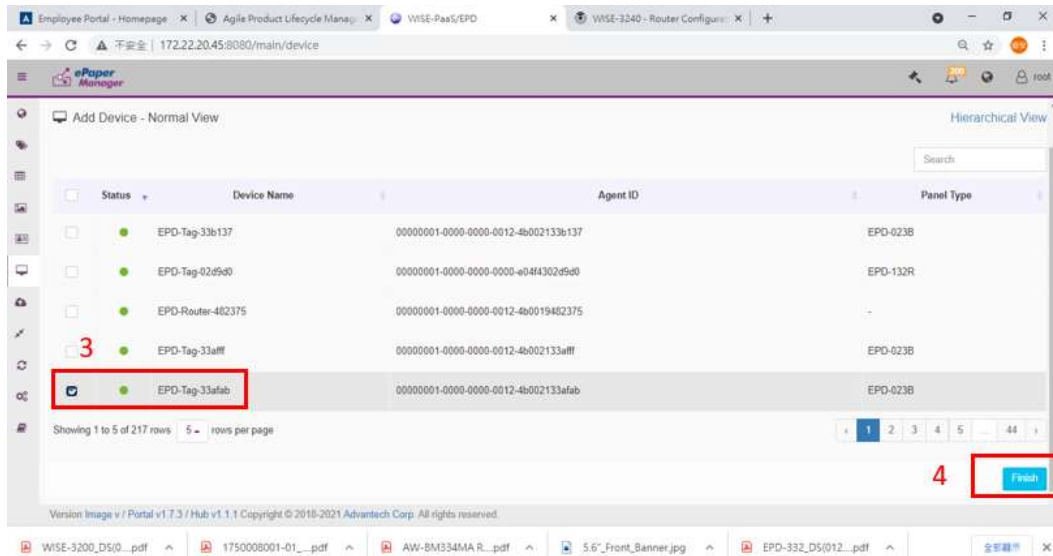 Employee Portal - Homepage
Agile Product Lifecycle Manag
WISE-PaaS/EPD
WISE-3240 - Router Configura
不安全 | 172.22.20.45:8080/main/device
ePaper Manager
200
root
Add Device - Normal View
Hierarchical View
Search
Status Device Name Agent ID Panel Type
EPD-Tag-33b137 00000001-0000-0000-0012-4b002133b137 EPD-023B
EPD-Tag-02d9d0 00000001-0000-0000-0000-e04f4302d9d0 EPD-132R
EPD-Router-482375 00000001-0000-0000-0012-4b0019482375 -
3
EPD-Tag-33afff 00000001-0000-0000-0012-4b002133afff EPD-023B
EPD-Tag-33afab 00000001-0000-0000-0012-4b002133afab EPD-023B
Showing 1 to 5 of 217 rows 5 rows per page
‹ 1 2 3 4 5 ... 44 ›
4
Finish
Version Image v / Portal v1.7.3 / Hub v1.1.1 Copyright © 2018-2021 Advantech Corp. All rights reserved.
WISE-3200_DS(0....pdf
1750008001-01_....pdf
AW-BM334MA R....pdf
5.6"_Front_Banner.jpg
EPD-332_DS(012....pdf
全部顯示